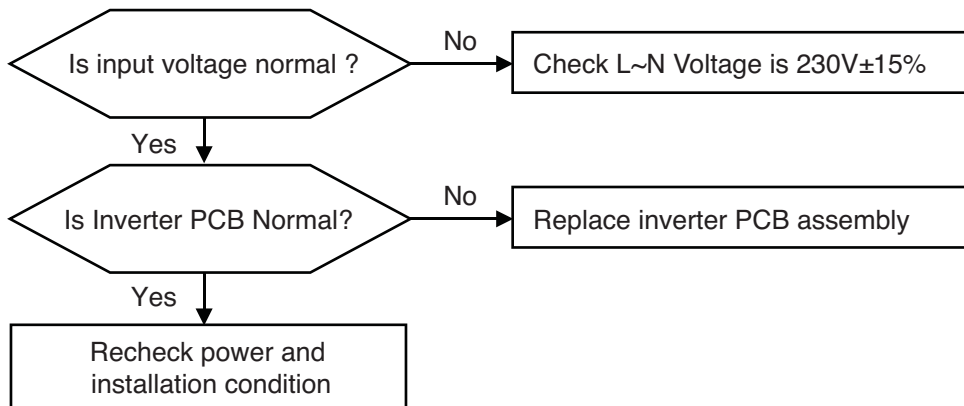 Is input voltage normal ?
No
Check L~N Voltage is 230V±15%
Yes
Is Inverter PCB Normal?
No
Replace inverter PCB assembly
Yes
Recheck power and
installation condition